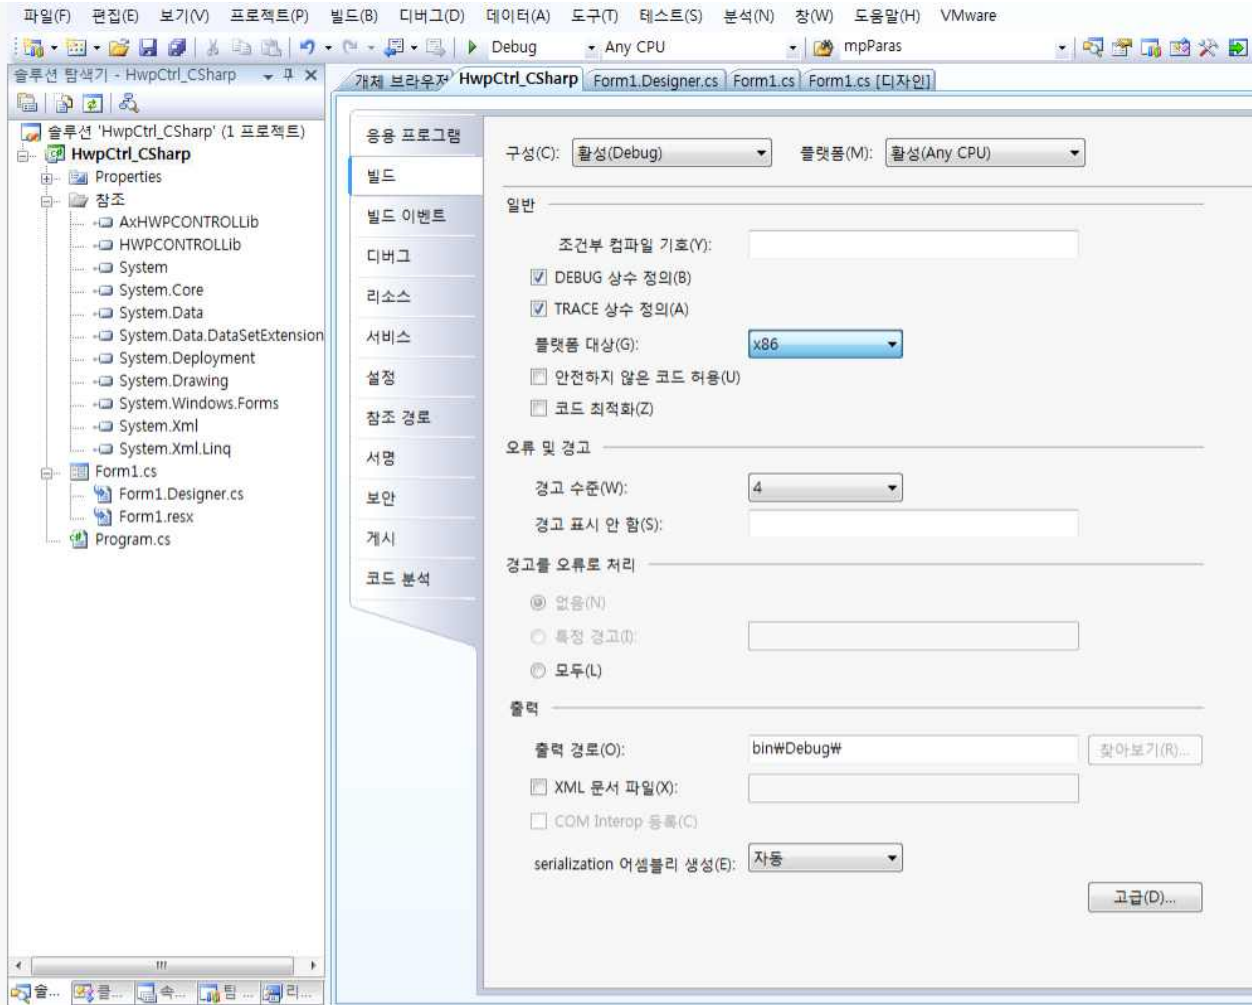 파일(F) 편집(E) 보기(V) 프로젝트(P) 빌드(B) 디버그(D) 데이터(A) 도구(T) 테스트(S) 분석(N) 창(W) 도움말(H) VMware
Debug Any CPU mpParas
솔루션 탐색기 - HwpCtrl_CSharp
개체 브라우저 HwpCtrl_CSharp Form1.Designer.cs Form1.cs Form1.cs [디자인]
솔루션 'HwpCtrl_CSharp' (1 프로젝트)
HwpCtrl_CSharp
Properties
참조
AxHWPCONTROLLib
HWPCONTROLLib
System
System.Core
System.Data
System.Data.DataSetExtension
System.Deployment
System.Drawing
System.Windows.Forms
System.Xml
System.Xml.Linq
Form1.cs
Form1.Designer.cs
Form1.resx
Program.cs
솔... 클... 속... 팀 ... 리...
응용 프로그램
빌드
빌드 이벤트
디버그
리소스
서비스
설정
참조 경로
서명
보안
게시
코드 분석
구성(C): 활성(Debug) 플랫폼(M): 활성(Any CPU)
일반
조건부 컴파일 기호(Y):
DEBUG 상수 정의(B)
TRACE 상수 정의(A)
플랫폼 대상(G): x86
안전하지 않은 코드 허용(U)
코드 최적화(Z)
오류 및 경고
경고 수준(W): 4
경고 표시 안 함(S):
경고를 오류로 처리
없음(N)
특정 경고(I):
모두(L)
출력
출력 경로(O): bin₩Debug₩ 찾아보기(R)...
XML 문서 파일(X):
COM Interop 등록(C)
serialization 어셈블리 생성(E): 자동
고급(D)...